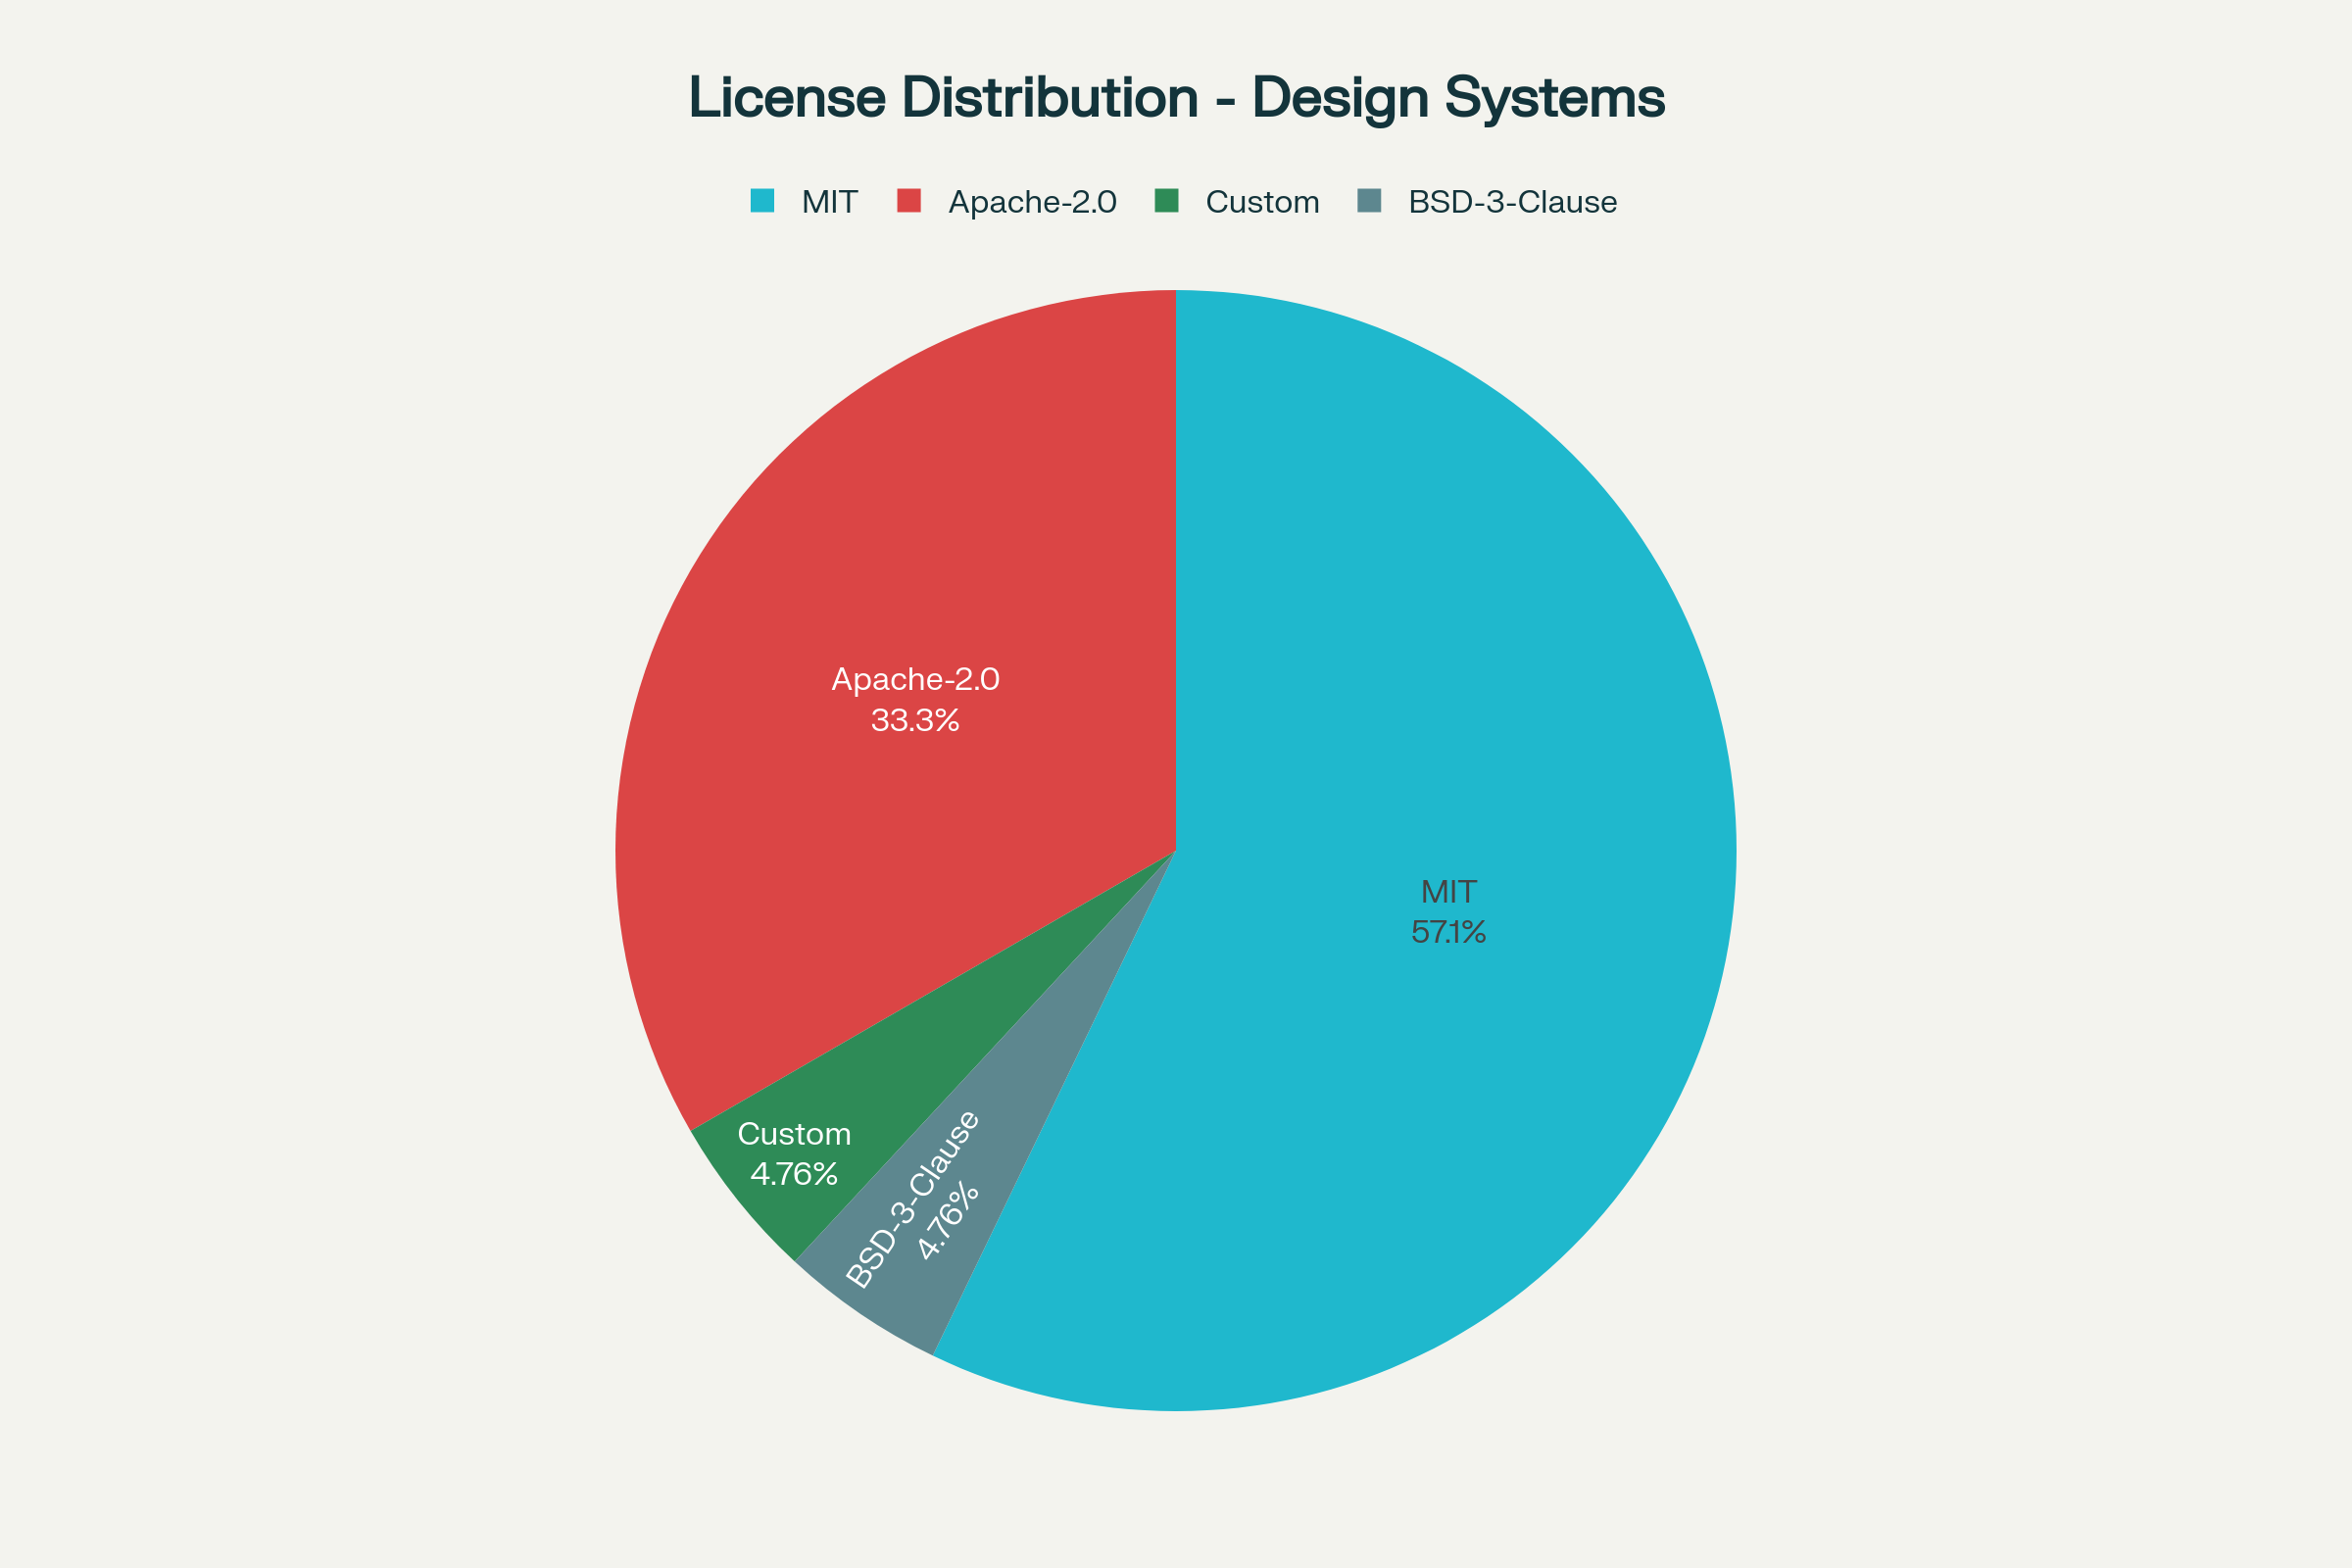 License Distribution - Design Systems
MIT
Apache-2.0
Custom
BSD-3-Clause
Apache-2.0
33.3%
MIT
57.1%
Custom
4.76%
BSD-3-Clause
4.76%